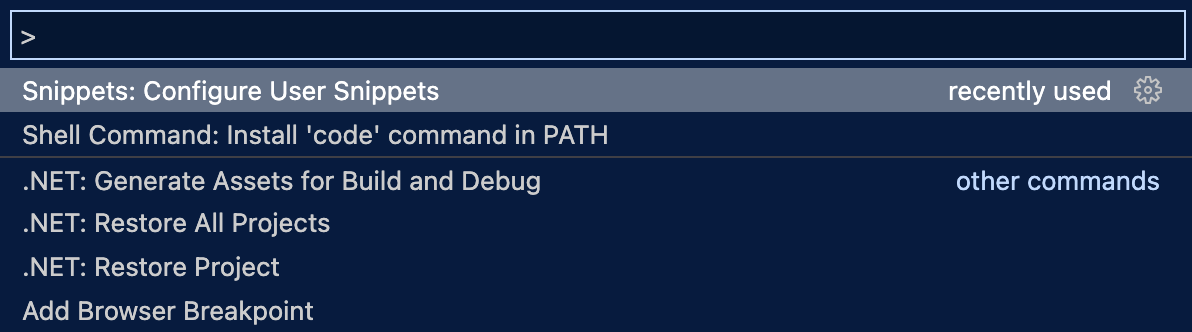 >
Snippets: Configure User Snippets recently used
Shell Command: Install 'code' command in PATH
.NET: Generate Assets for Build and Debug other commands
.NET: Restore All Projects
.NET: Restore Project
Add Browser Breakpoint